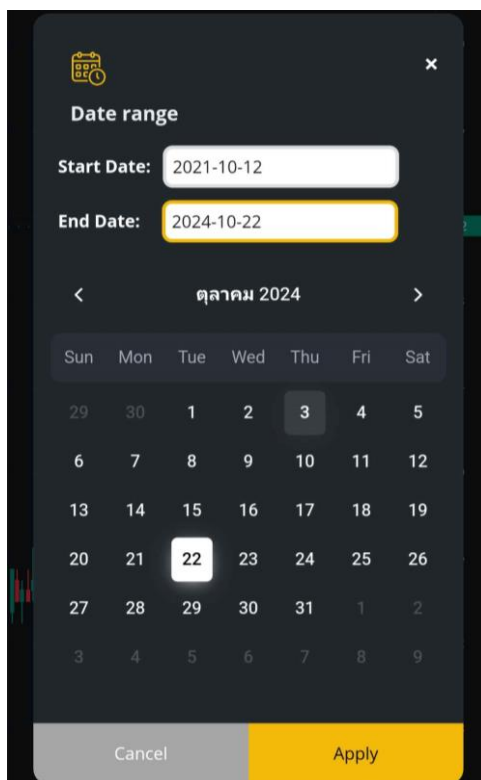 Date range
Start Date: 2021-10-12
End Date: 2024-10-22
ตุลาคม 2024
Sun Mon Tue Wed Thu Fri Sat
29 30 1 2 3 4 5
6 7 8 9 10 11 12
13 14 15 16 17 18 19
20 21 22 23 24 25 26
27 28 29 30 31 1 2
3 4 5 6 7 8 9
Cancel Apply